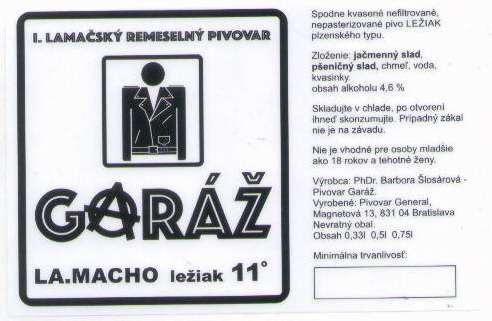 I. LAMAČSKÝ REMESELNÝ PIVOVAR
GARÁŽ
LA.MACHO ležiak 11°
Spodne kvasené nefiltrované,
nepasterizované pivo LEŽIAK
plzenského typu.
Zloženie: jačmenný slad,
pšeničný slad, chmeľ, voda,
kvasinky.
obsah alkoholu 4,6 %
Skladujte v chlade, po otvorení
ihneď skonzumujte. Prípadný zákal
nie je na závadu.
Nie je vhodné pre osoby mladšie
ako 18 rokov a tehotné ženy.
Výrobca: PhDr. Barbora Šlosárová -
Pivovar Garáž.
Vyrobené: Pivovar General,
Magnetová 13, 831 04 Bratislava
Nevratný obal.
Obsah 0,33l 0,5l 0,75l
Minimálna trvanlivosť: